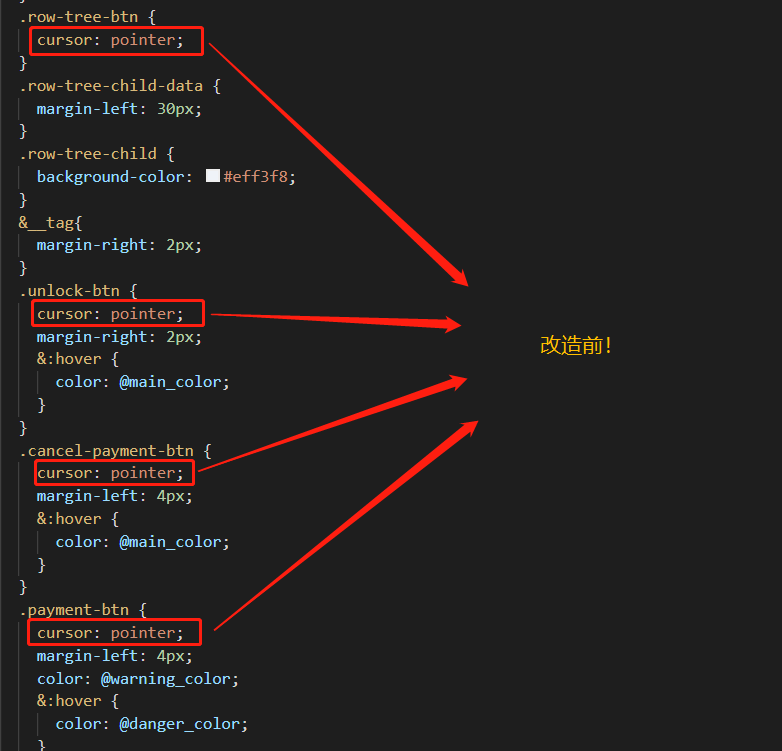 }
.row-tree-btn {
cursor: pointer;
}
.row-tree-child-data {
margin-left: 30px;
}
.row-tree-child {
background-color: #eff3f8;
}
&__tag{
margin-right: 2px;
}
.unlock-btn {
cursor: pointer;
margin-right: 2px;
&:hover {
color: @main_color;
}
}
改造前!
.cancel-payment-btn {
cursor: pointer;
margin-left: 4px;
&:hover {
color: @main_color;
}
}
.payment-btn {
cursor: pointer;
margin-left: 4px;
color: @warning_color;
&:hover {
color: @danger_color;
}